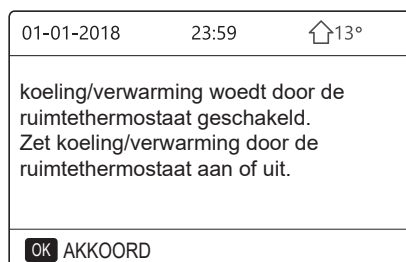 01-01-2018 23:59 13°
koeling/verwarming woedt door de
ruimtethermostaat geschakeld.
Zet koeling/verwarming door de
ruimtethermostaat aan of uit.
OK AKKOORD